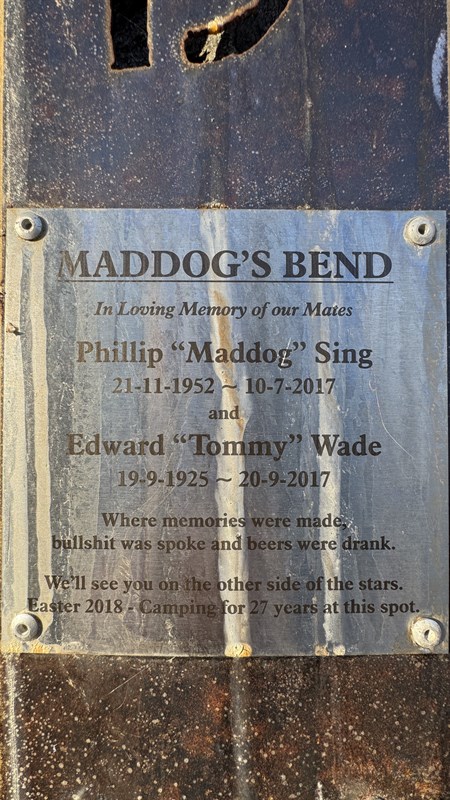 MADDOG'S BEND
In Loving Memory of our Mates
Phillip "Maddog" Sing
21-11-1952 ~ 10-7-2017
and
Edward "Tommy" Wade
19-9-1925 ~ 20-9-2017
Where memories were made,
bullshit was spoke and beers were drank.
We'll see you on the other side of the stars.
Easter 2018 - Camping for 27 years at this spot.